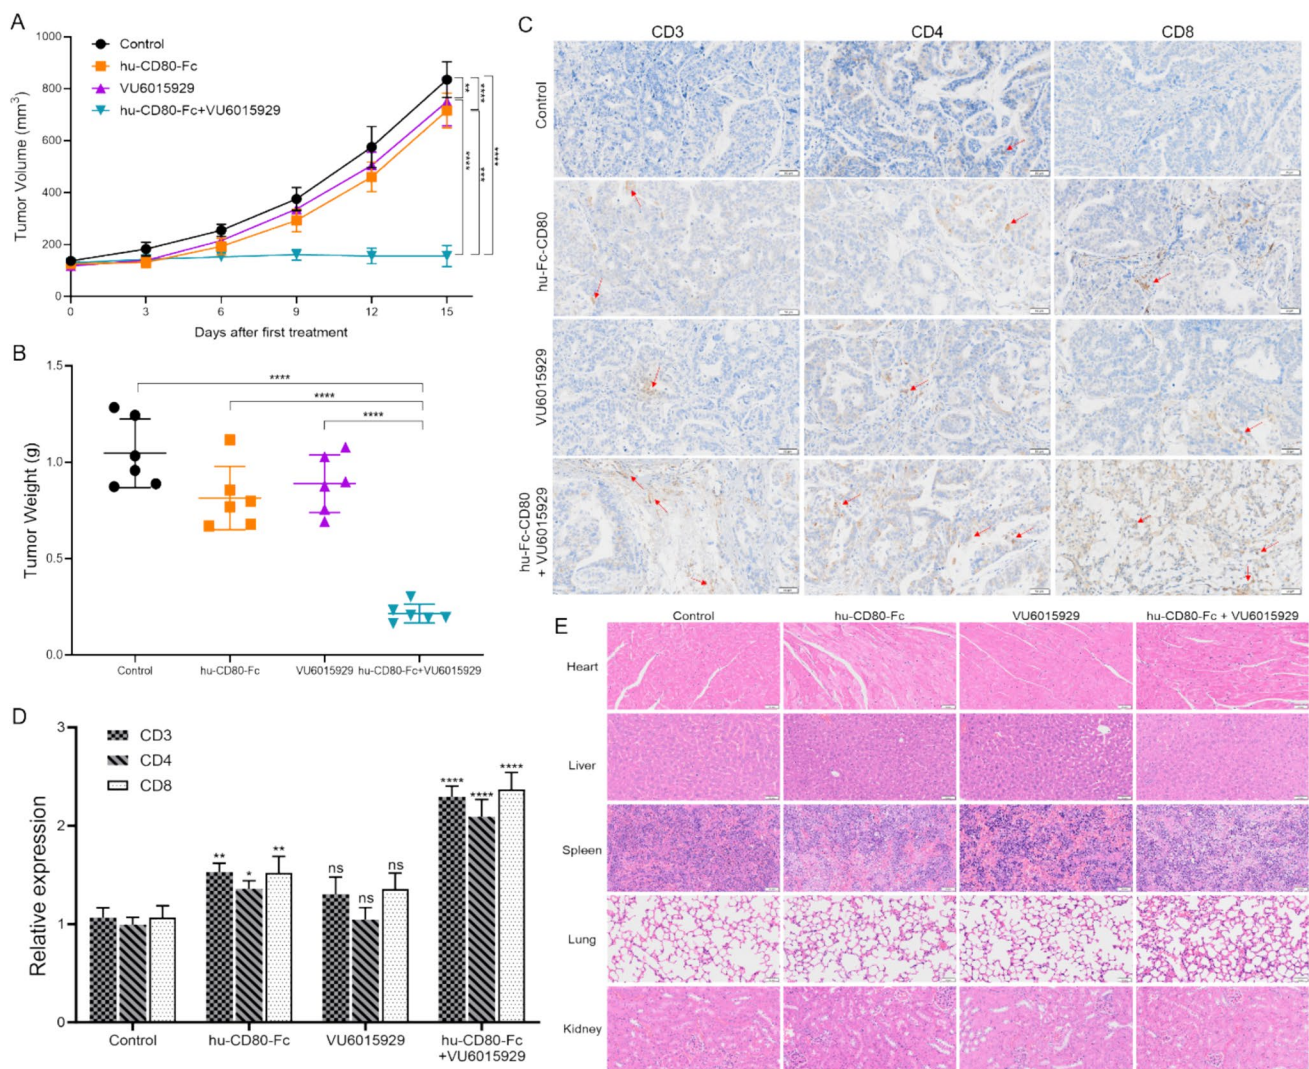 A
1000
800
600
400
200
0
Tumor Volume (mm³)
Control
hu-CD80-Fc
VU6015929
hu-CD80-Fc+VU6015929
**
****
****
***
****
0 3 6 9 12 15
Days after first treatment
B
1.5
1.0
0.5
0.0
Tumor Weight (g)
****
****
****
Control hu-CD80-Fc VU6015929 hu-CD80-Fc+VU6015929
C
CD3 CD4 CD8
Control
hu-Fc-CD80
VU6015929
hu-Fc-CD80
+ VU6015929
D
3
2
1
0
Relative expression
CD3
CD4
CD8
** * **
ns ns ns
**** **** ****
Control hu-CD80-Fc VU6015929 hu-CD80-Fc
+VU6015929
E
Control hu-CD80-Fc VU6015929 hu-CD80-Fc + VU6015929
Heart
Liver
Spleen
Lung
Kidney